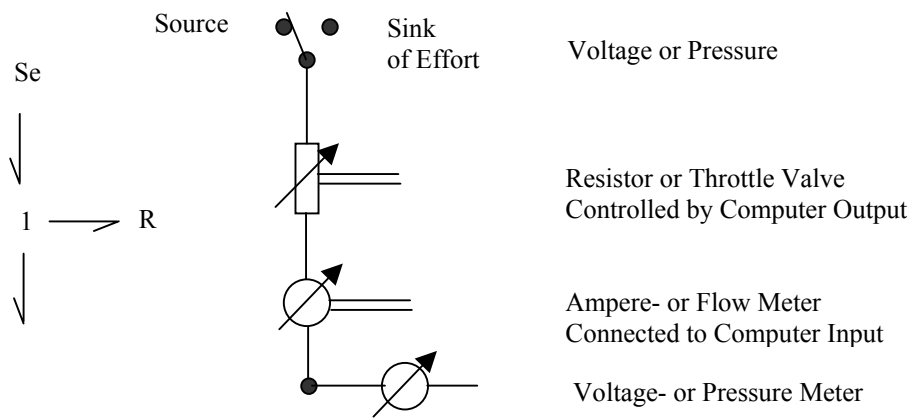 Source
Sink
of Effort
Voltage or Pressure
Se
Resistor or Throttle Valve
Controlled by Computer Output
1
R
Ampere- or Flow Meter
Connected to Computer Input
Voltage- or Pressure Meter